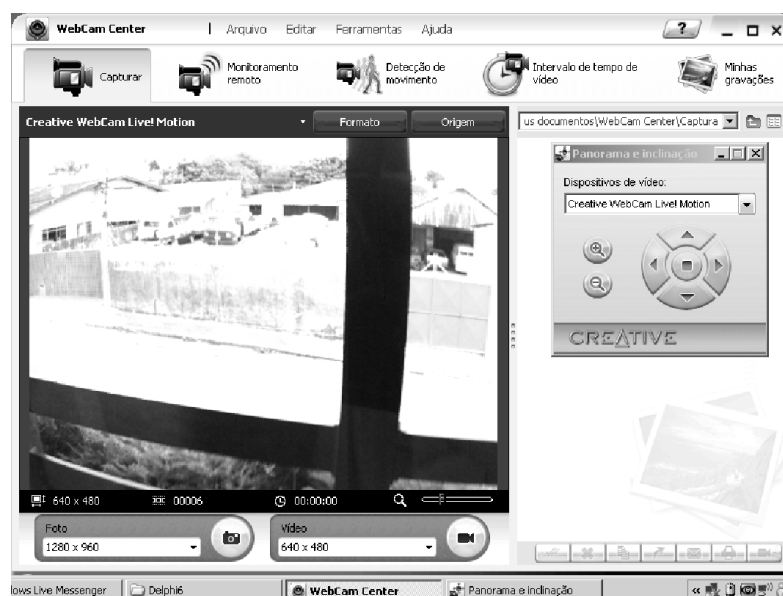 WebCam Center
Arquivo Editar Ferramentas Ajuda
?
Capturar
Monitoramento remoto
Detecção de movimento
Intervalo de tempo de vídeo
Minhas gravações
Creative WebCam Live! Motion
Formato
Origem
us documentos\WebCam Center\Captura
Panorama e inclinação
Dispositivos de vídeo:
Creative WebCam Live! Motion
CREATIVE
640 x 480
00006
00:00:00
Foto
1280 x 960
Vídeo
640 x 480
lows Live Messenger
Delphi6
WebCam Center
Panorama e inclinação